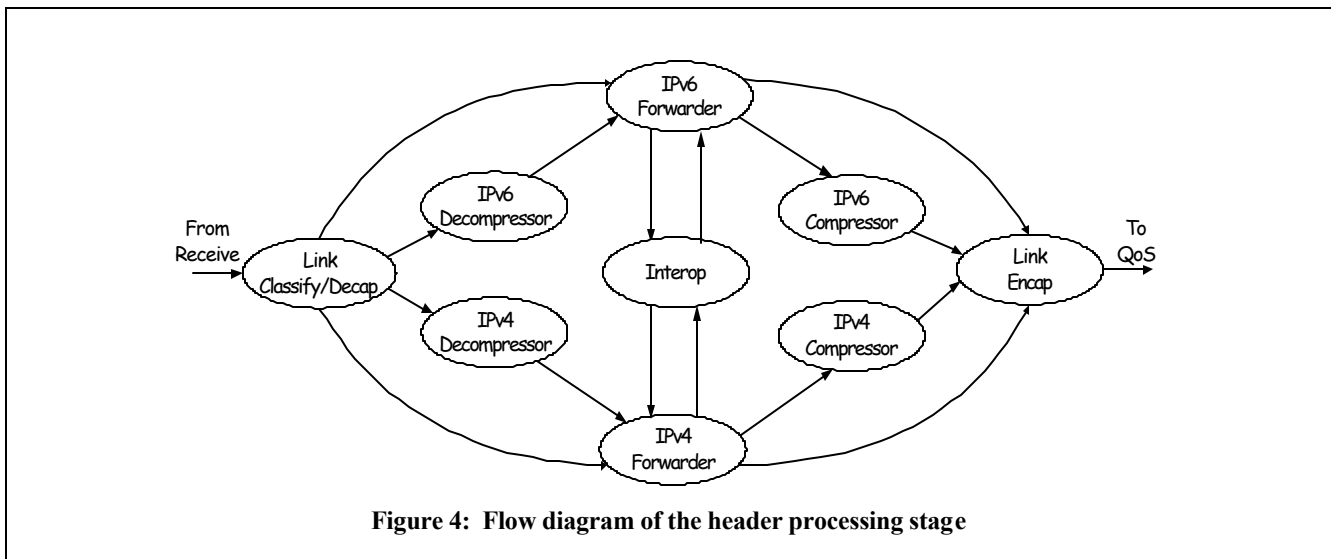 IPv6
Forwarder
IPv6
Decompressor
IPv6
Compressor
From
Receive
To
QoS
Link
Classify/Decap
Interop
Link
Encap
IPv4
Decompressor
IPv4
Compressor
IPv4
Forwarder
Figure 4: Flow diagram of the header processing stage